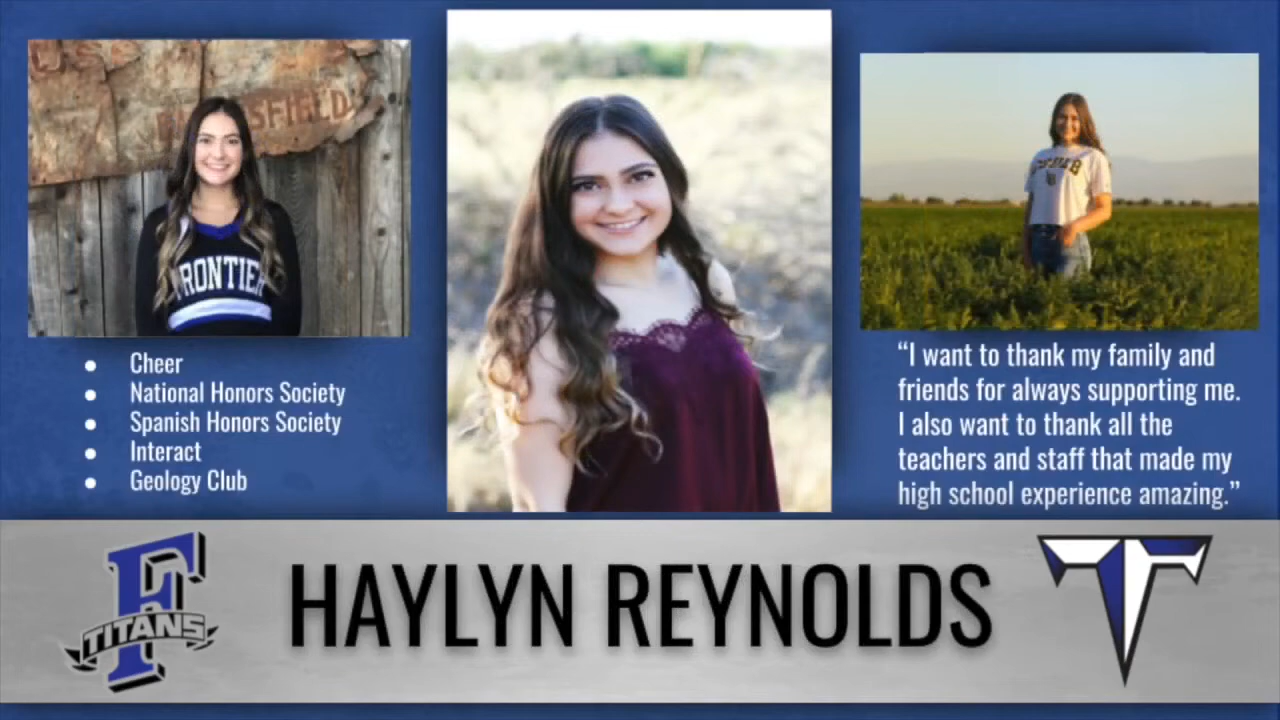 SFIELD
FRONTIER
Cheer
National Honors Society
Spanish Honors Society
Interact
Geology Club
“I want to thank my family and
friends for always supporting me.
I also want to thank all the
teachers and staff that made my
high school experience amazing.”
F
TITANS
HAYLYN REYNOLDS
T